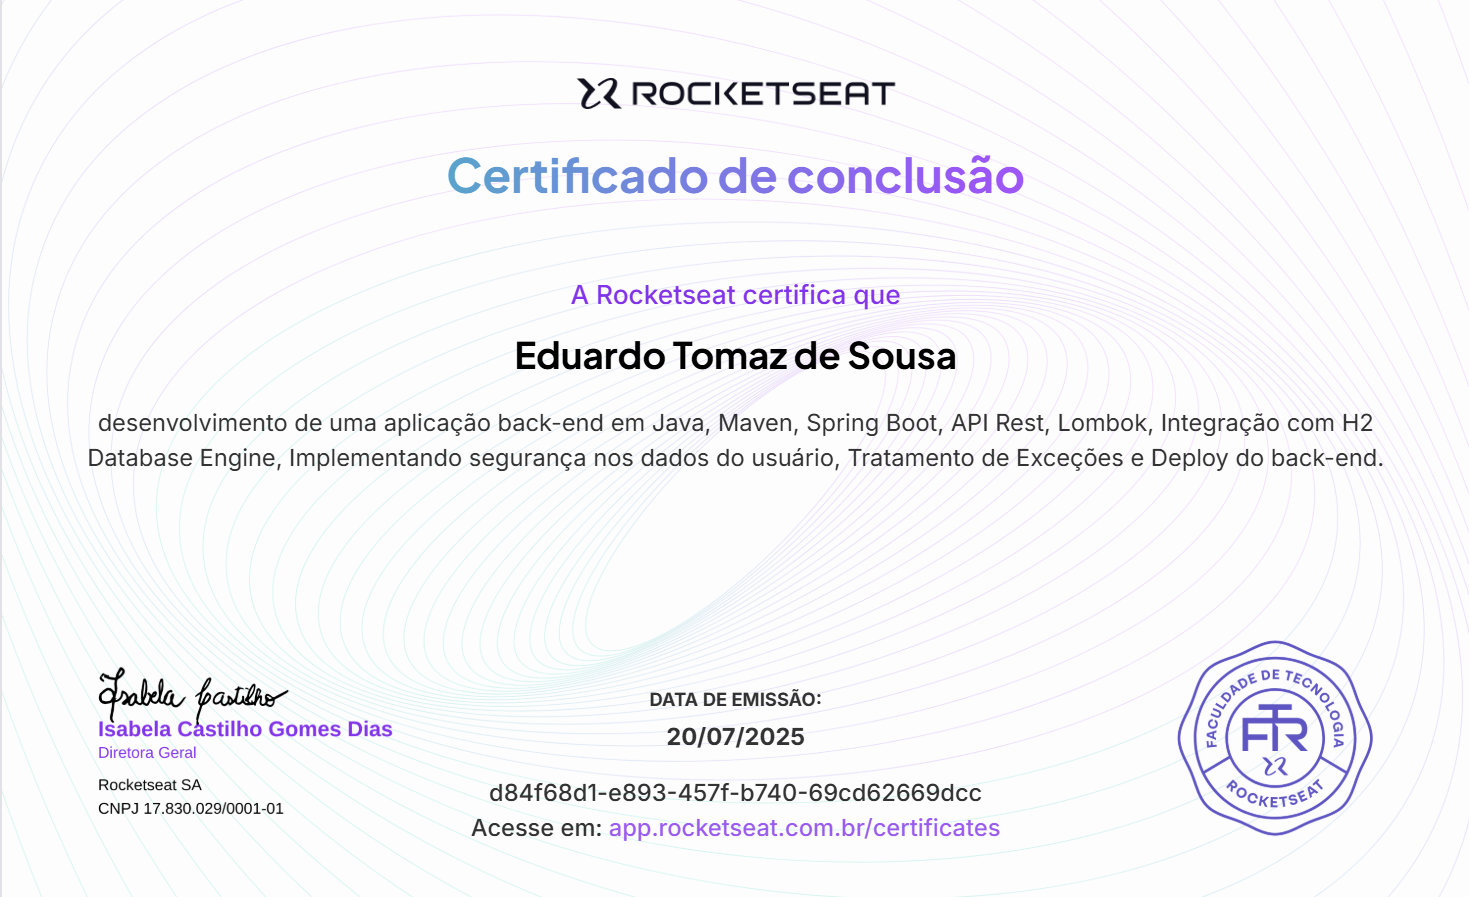 ROCKETSEAT
Certificado de conclusão
A Rocketseat certifica que
Eduardo Tomaz de Sousa
desenvolvimento de uma aplicação back-end em Java, Maven, Spring Boot, API Rest, Lombok, Integração com H2
Database Engine, Implementando segurança nos dados do usuário, Tratamento de Exceções e Deploy do back-end.
Isabela Castilho
Isabela Castilho Gomes Dias
Diretora Geral
Rocketseat SA
CNPJ 17.830.029/0001-01
DATA DE EMISSÃO:
20/07/2025
d84f68d1-e893-457f-b740-69cd62669dcc
Acesse em: app.rocketseat.com.br/certificates
FACULDADE DE TECNOLOGIA
FTR
ROCKETSEAT